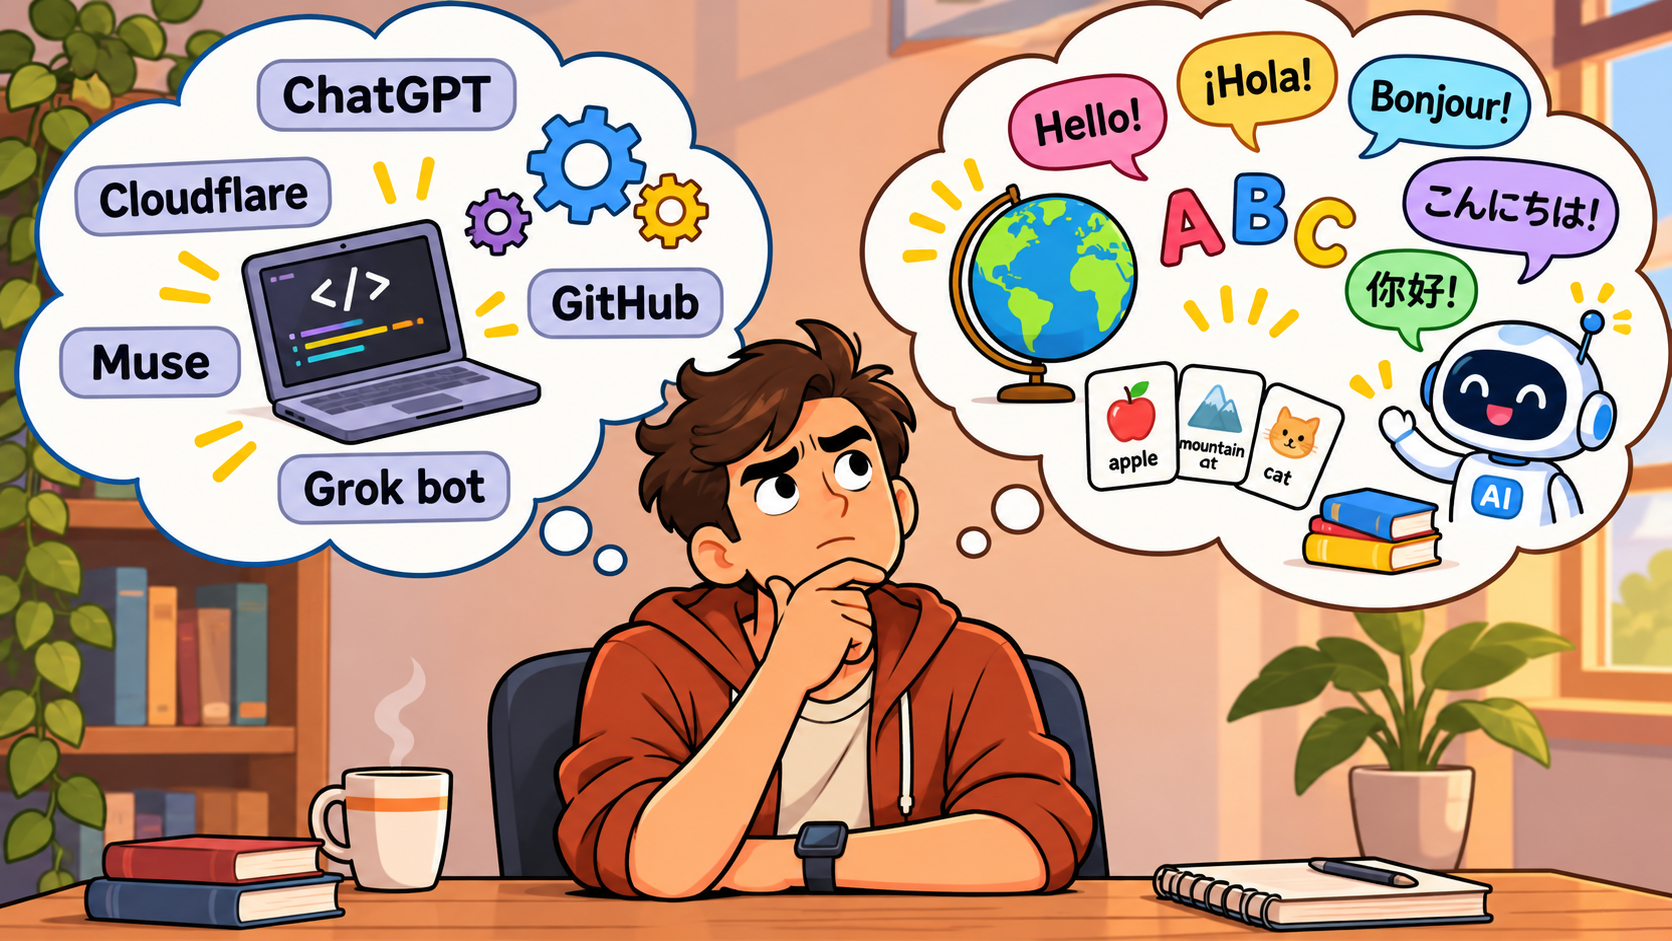 ChatGPT
Cloudflare
</>
GitHub
Muse
Grok bot
Hello!
¡Hola!
Bonjour!
ABC
こんにちは!
你好!
apple
mountain
at
cat
AI